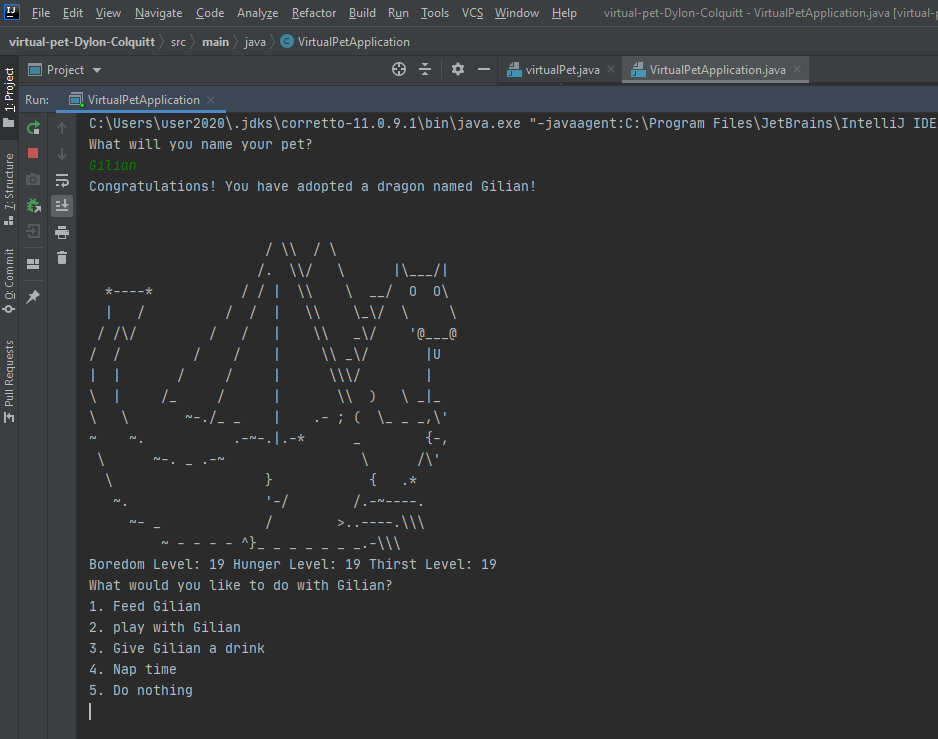 File Edit View Navigate Code Analyze Refactor Build Run Tools VCS Window Help virtual-pet-Dylon-Colquitt - VirtualPetApplication.java [virtual-p
virtual-pet-Dylon-Colquitt src main java VirtualPetApplication
Project virtualPet.java VirtualPetApplication.java
Run: VirtualPetApplication
1: Project
7: Structure
0: Commit
Pull Requests
C:\Users\user2020\.jdks\corretto-11.0.9.1\bin\java.exe "-javaagent:C:\Program Files\JetBrains\IntelliJ IDE
What will you name your pet?
Gilian
Congratulations! You have adopted a dragon named Gilian!
                      / \\  / \
                     /.  \\/   \      |\___/|
  *----*           / / |  \\    \  __/  O  O\
  |   /          /  /  |   \\    \_\/  \     \
 / /\/         /   /   |    \\   _\/    '@___@
/  /         /    /    |     \\ _\/       |U
|  |       /     /     |      \\\/        |
\  |     /_     /      |       \\  )   \ _|_
\   \       ~-./_ _    |    .- ; (  \_ _ _,\'
~    ~.           .-~-.|.-*      _        {-,
 \      ~-. _ .-~                 \      /\'
  \                   }            {   .*
   ~.                 '-/        /.-~----.
     ~- _             /        >..----.\\\
         ~ - - - - ^}_ _ _ _ _ _ _.-\\\
Boredom Level: 19 Hunger Level: 19 Thirst Level: 19
What would you like to do with Gilian?
1. Feed Gilian
2. play with Gilian
3. Give Gilian a drink
4. Nap time
5. Do nothing